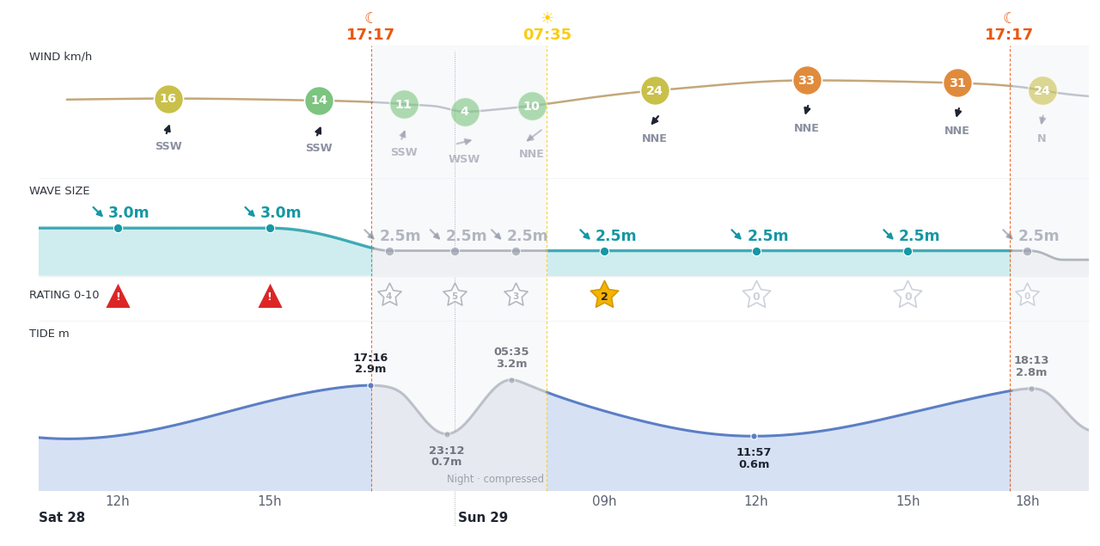 17:17
07:35
17:17
WIND km/h
16
14
11
4
10
24
33
31
24
SSW
SSW
SSW
WSW
NNE
NNE
NNE
NNE
N
WAVE SIZE
3.0m
3.0m
2.5m
2.5m
2.5m
2.5m
2.5m
2.5m
2.5m
RATING 0-10
!
!
4
5
3
2
0
0
0
TIDE m
17:16
2.9m
05:35
3.2m
18:13
2.8m
23:12
0.7m
11:57
0.6m
Night · compressed
12h
15h
09h
12h
15h
18h
Sat 28
Sun 29